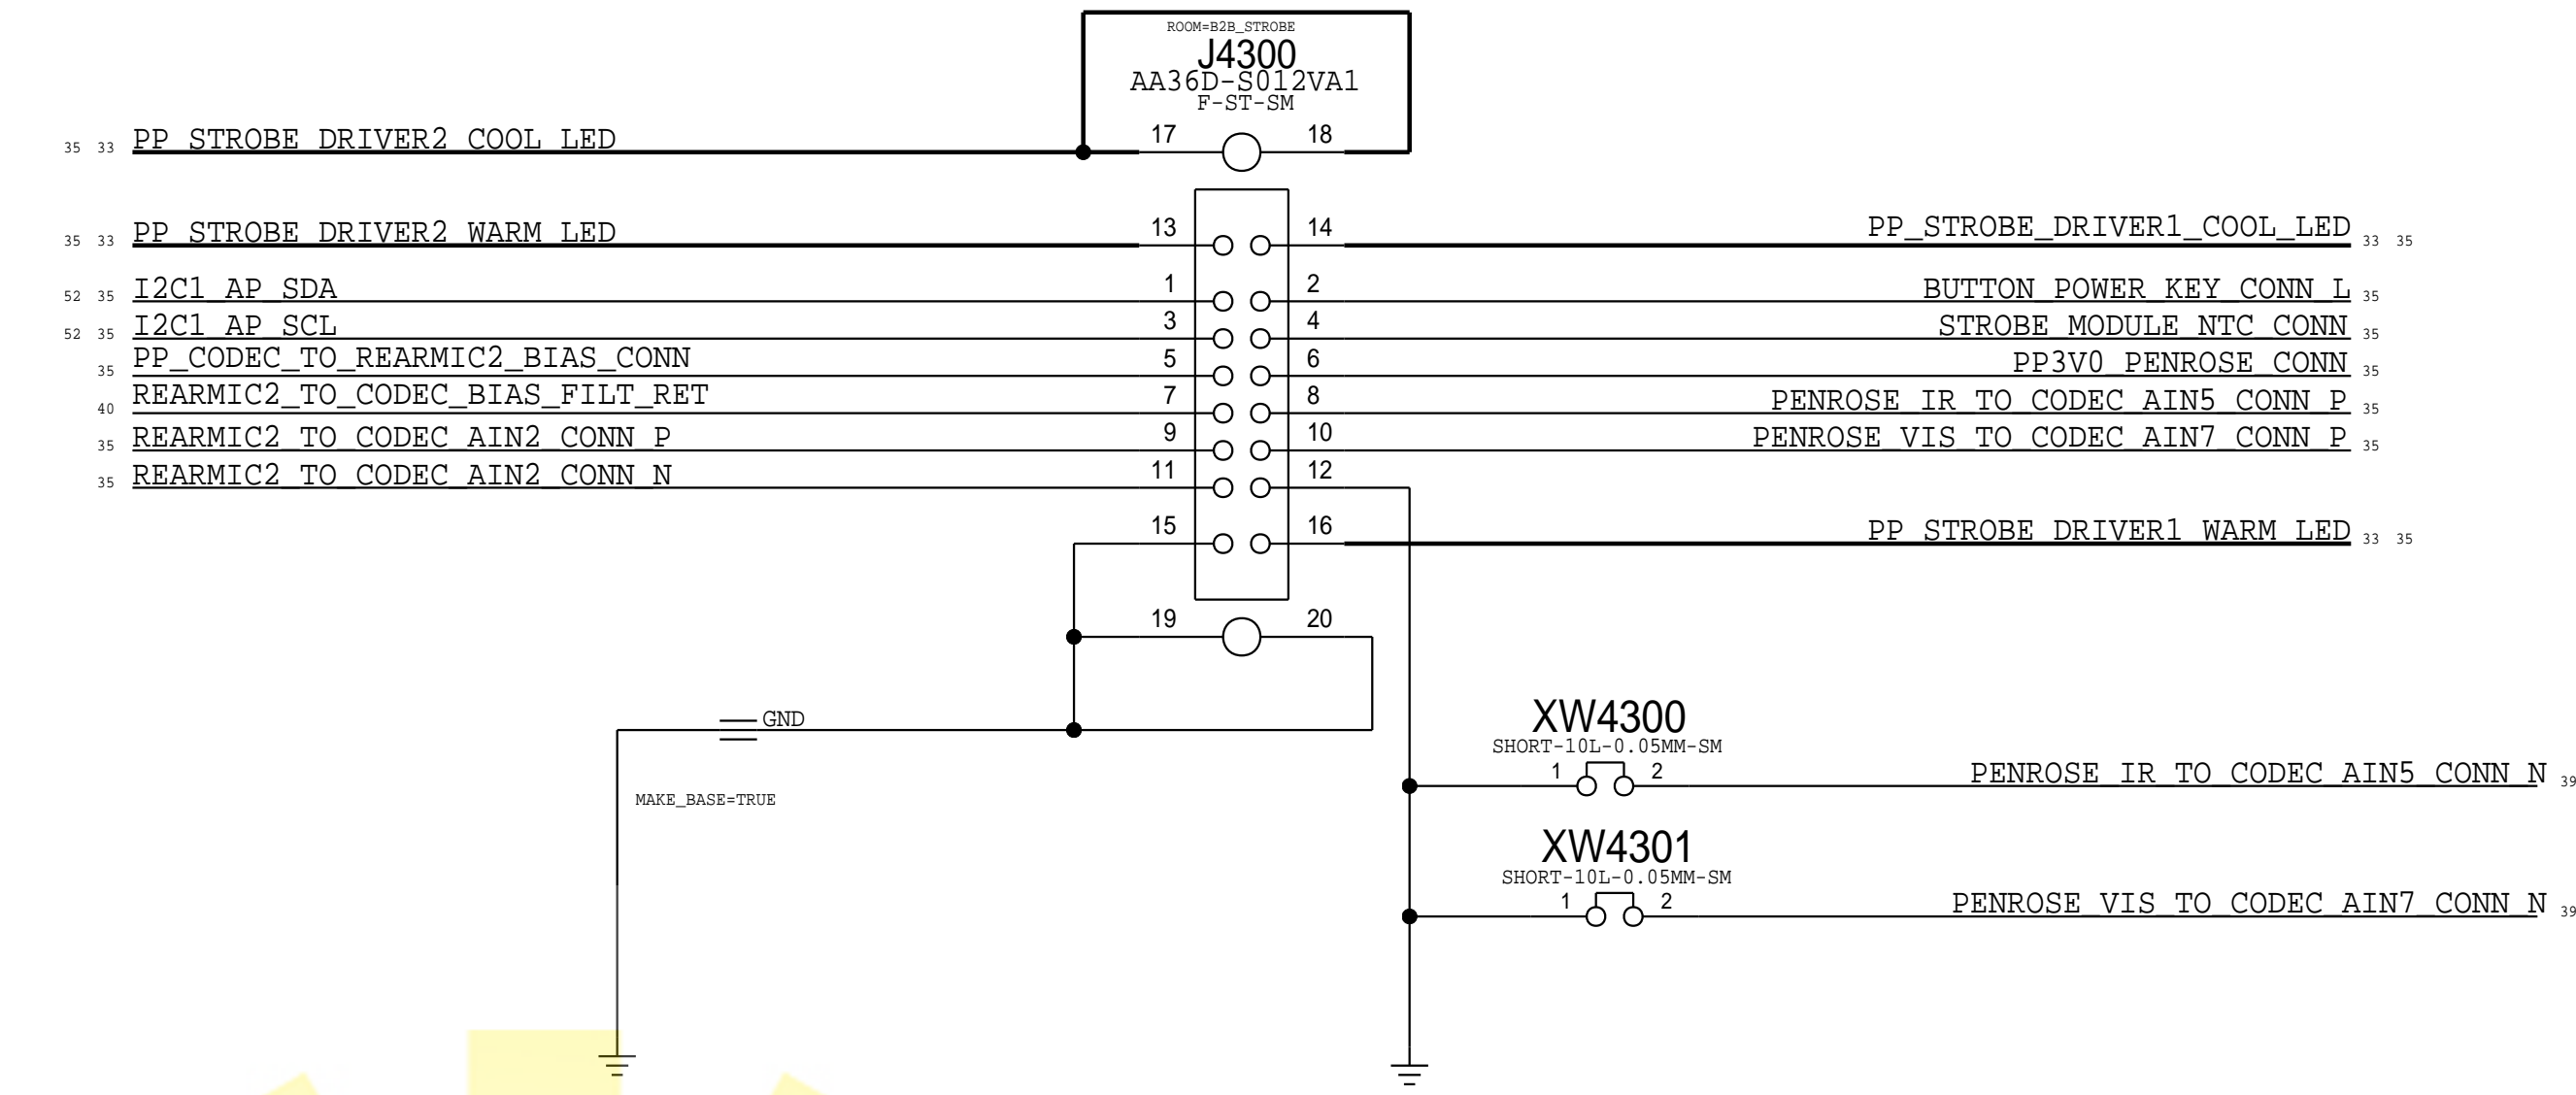 ROOM=B2B_STROBE
J4300
AA36D-S012VA1
F-ST-SM
35 33 PP_STROBE_DRIVER2_COOL_LED 17 18
35 33 PP_STROBE_DRIVER2_WARM_LED 13 14 PP_STROBE_DRIVER1_COOL_LED 33 35
52 35 I2C1_AP_SDA 1 2 BUTTON_POWER_KEY_CONN_L 35
52 35 I2C1_AP_SCL 3 4 STROBE_MODULE_NTC_CONN 35
35 PP_CODEC_TO_REARMIC2_BIAS_CONN 5 6 PP3V0_PENROSE_CONN 35
40 REARMIC2_TO_CODEC_BIAS_FILT_RET 7 8 PENROSE_IR_TO_CODEC_AIN5_CONN_P 35
35 REARMIC2_TO_CODEC_AIN2_CONN_P 9 10 PENROSE_VIS_TO_CODEC_AIN7_CONN_P 35
35 REARMIC2_TO_CODEC_AIN2_CONN_N 11 12
15 16 PP_STROBE_DRIVER1_WARM_LED 33 35
19 20
GND
MAKE_BASE=TRUE
XW4300
SHORT-10L-0.05MM-SM
1 2 PENROSE_IR_TO_CODEC_AIN5_CONN_N 39
XW4301
SHORT-10L-0.05MM-SM
1 2 PENROSE_VIS_TO_CODEC_AIN7_CONN_N 39